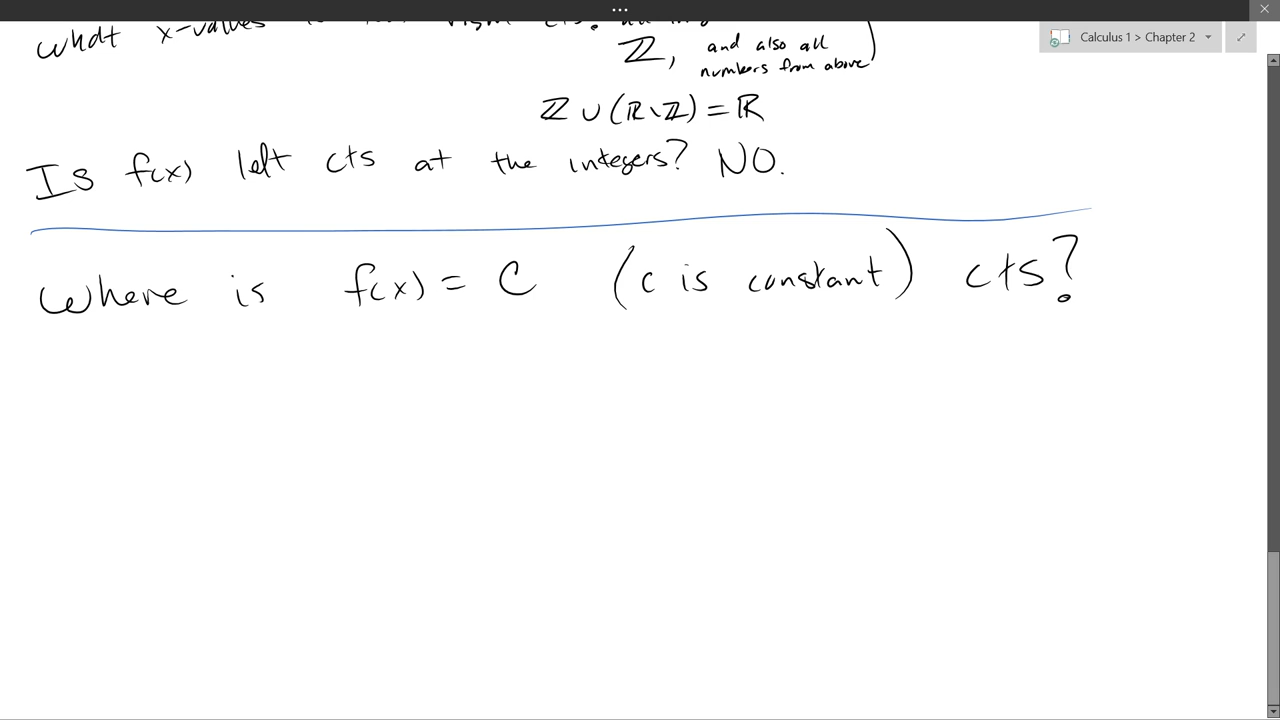 Calculus 1 > Chapter 2
what x-values
ℤ, and also all
numbers from above)
ℤ ∪ (ℝ\ℤ) = ℝ
Is f(x) left cts at the integers? NO.
Where is f(x) = C (c is constant) cts?